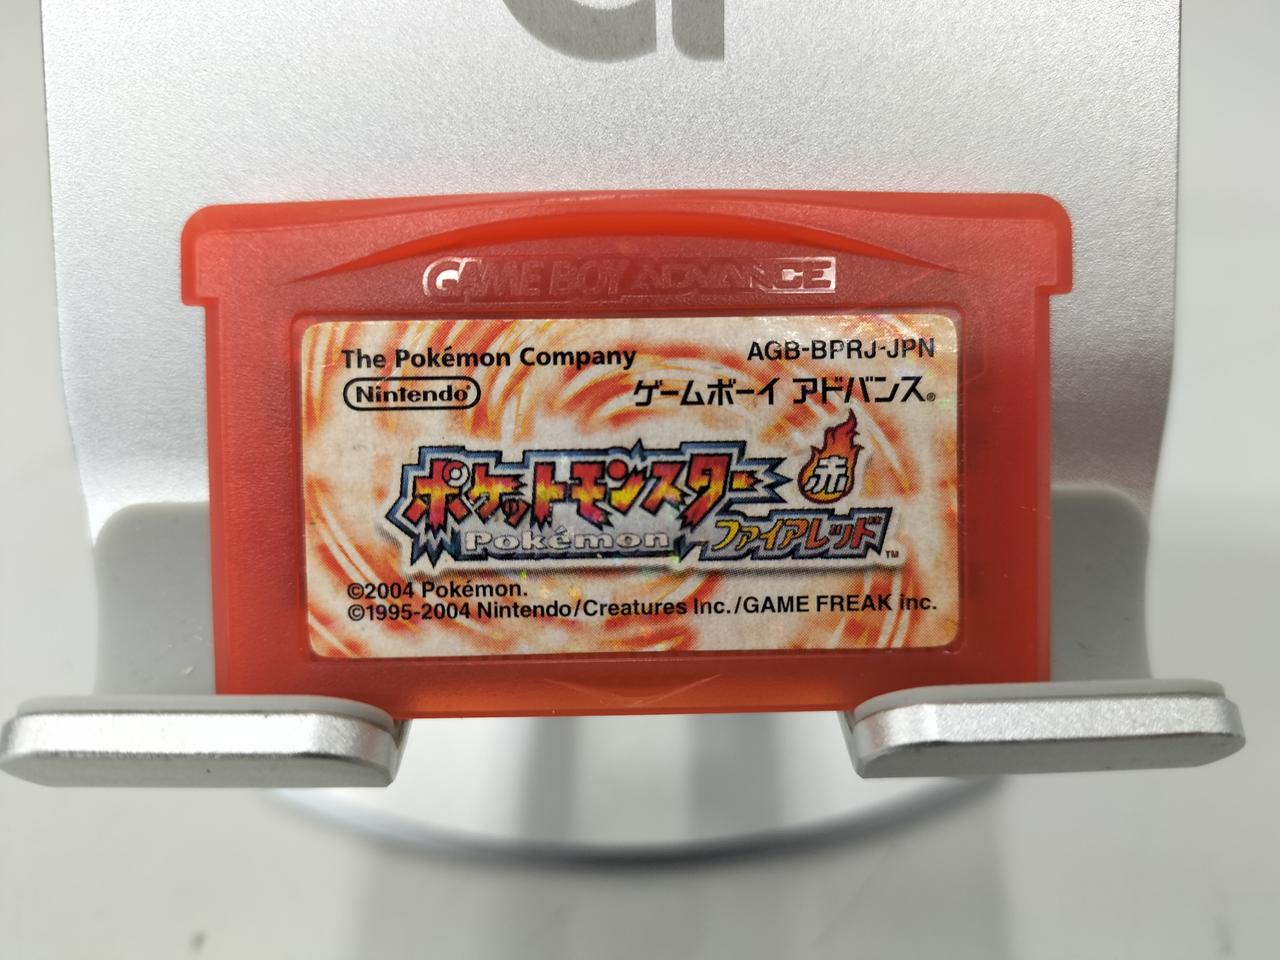 GAME BOY ADVANCE
The Pokémon Company
AGB-BPRJ-JPN
Nintendo®
ゲームボーイ アドバンス®
ポケットモンスター
赤
Pokémon
ファイアレッド™
©2004 Pokémon.
©1995-2004 Nintendo/Creatures Inc./GAME FREAK inc.